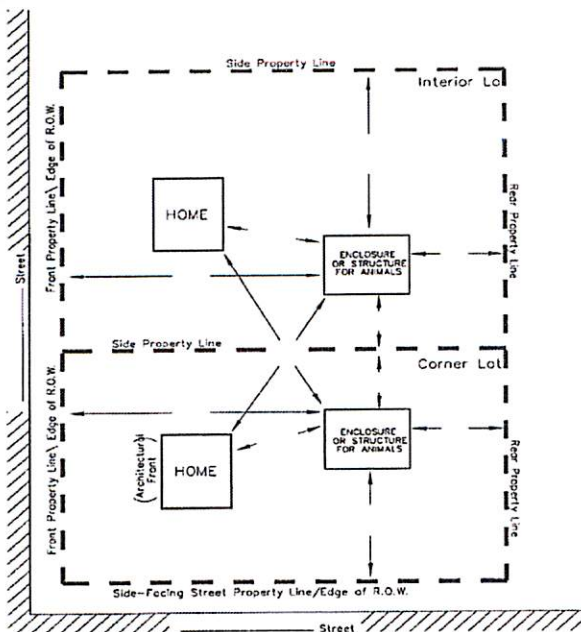 Side Property Line
Interior Lo
Front Property Line\ Edge of R.O.W.
Rear Property Line
HOME
ENCLOSURE
OR STRUCTURE
FOR ANIMALS
Street
Side Property Line
Corner Lot
Front Property Line\ Edge of R.O.W.
(Architectural
Front)
HOME
ENCLOSURE
OR STRUCTURE
FOR ANIMALS
Rear Property Line
Side-Facing Street Property Line/Edge of R.O.W.
Street